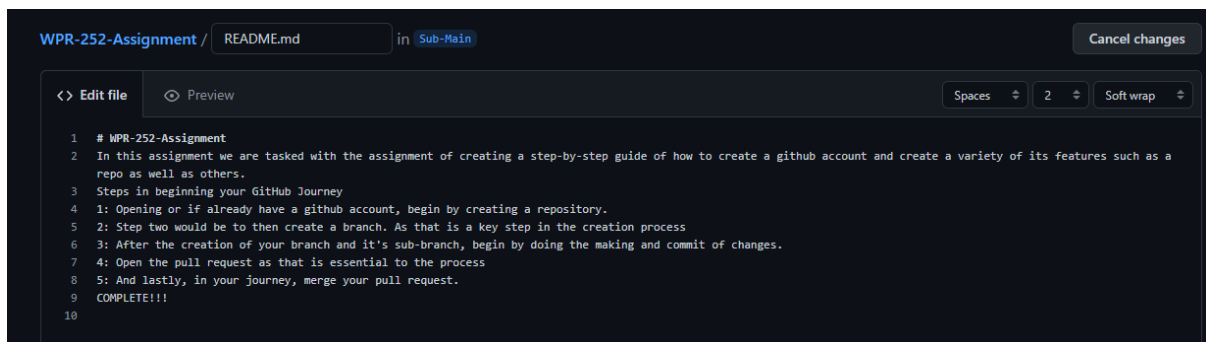 WPR-252-Assignment / README.md in Sub-Main Cancel changes
<> Edit file Preview Spaces 2 Soft wrap
1 # WPR-252-Assignment
2 In this assignment we are tasked with the assignment of creating a step-by-step guide of how to create a github account and create a variety of its features such as a
repo as well as others.
3 Steps in beginning your GitHub Journey
4 1: Opening or if already have a github account, begin by creating a repository.
5 2: Step two would be to then create a branch. As that is a key step in the creation process
6 3: After the creation of your branch and it's sub-branch, begin by doing the making and commit of changes.
7 4: Open the pull request as that is essential to the process
8 5: And lastly, in your journey, merge your pull request.
9 COMPLETE!!!
10